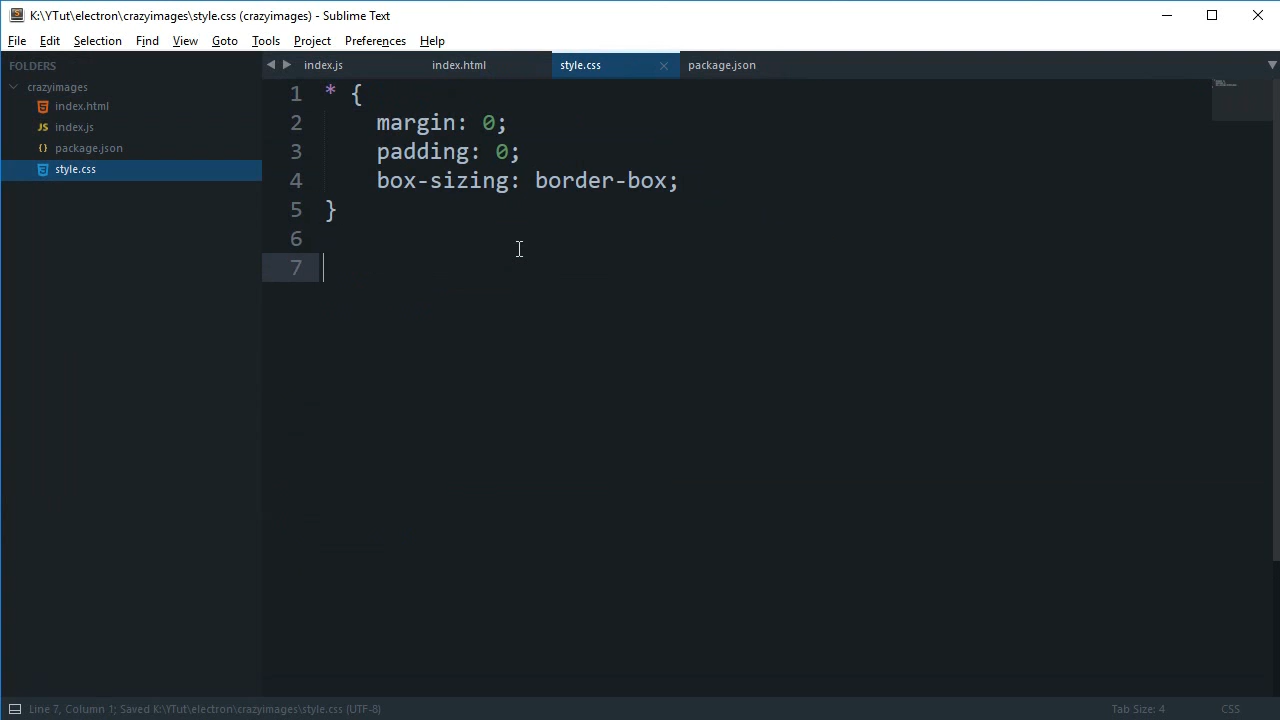 K:\YTut\electron\crazyimages\style.css (crazyimages) - Sublime Text
File Edit Selection Find View Goto Tools Project Preferences Help
FOLDERS
crazyimages
index.html
index.js
package.json
style.css
index.js index.html style.css package.json
1 * {
2 margin: 0;
3 padding: 0;
4 box-sizing: border-box;
5 }
6
7
Line 7, Column 1; Saved K:\YTut\electron\crazyimages\style.css (UTF-8) Tab Size: 4 CSS